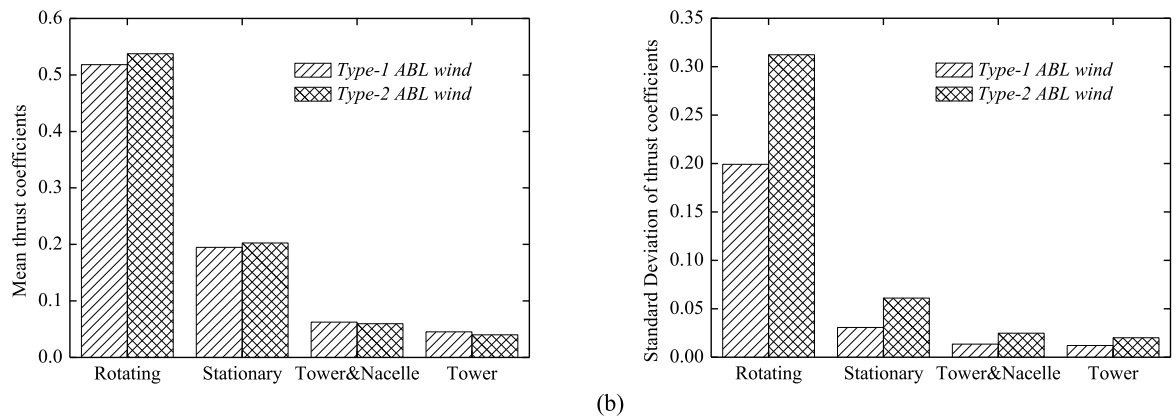 Mean thrust coefficients
0.6
0.5
0.4
0.3
0.2
0.1
0.0
Type-1 ABL wind
Type-2 ABL wind
Rotating
Stationary
Tower&Nacelle
Tower
Standard Deviation of thrust coefficients
0.35
0.30
0.25
0.20
0.15
0.10
0.05
0.00
Type-1 ABL wind
Type-2 ABL wind
Rotating
Stationary
Tower&Nacelle
Tower
(b)